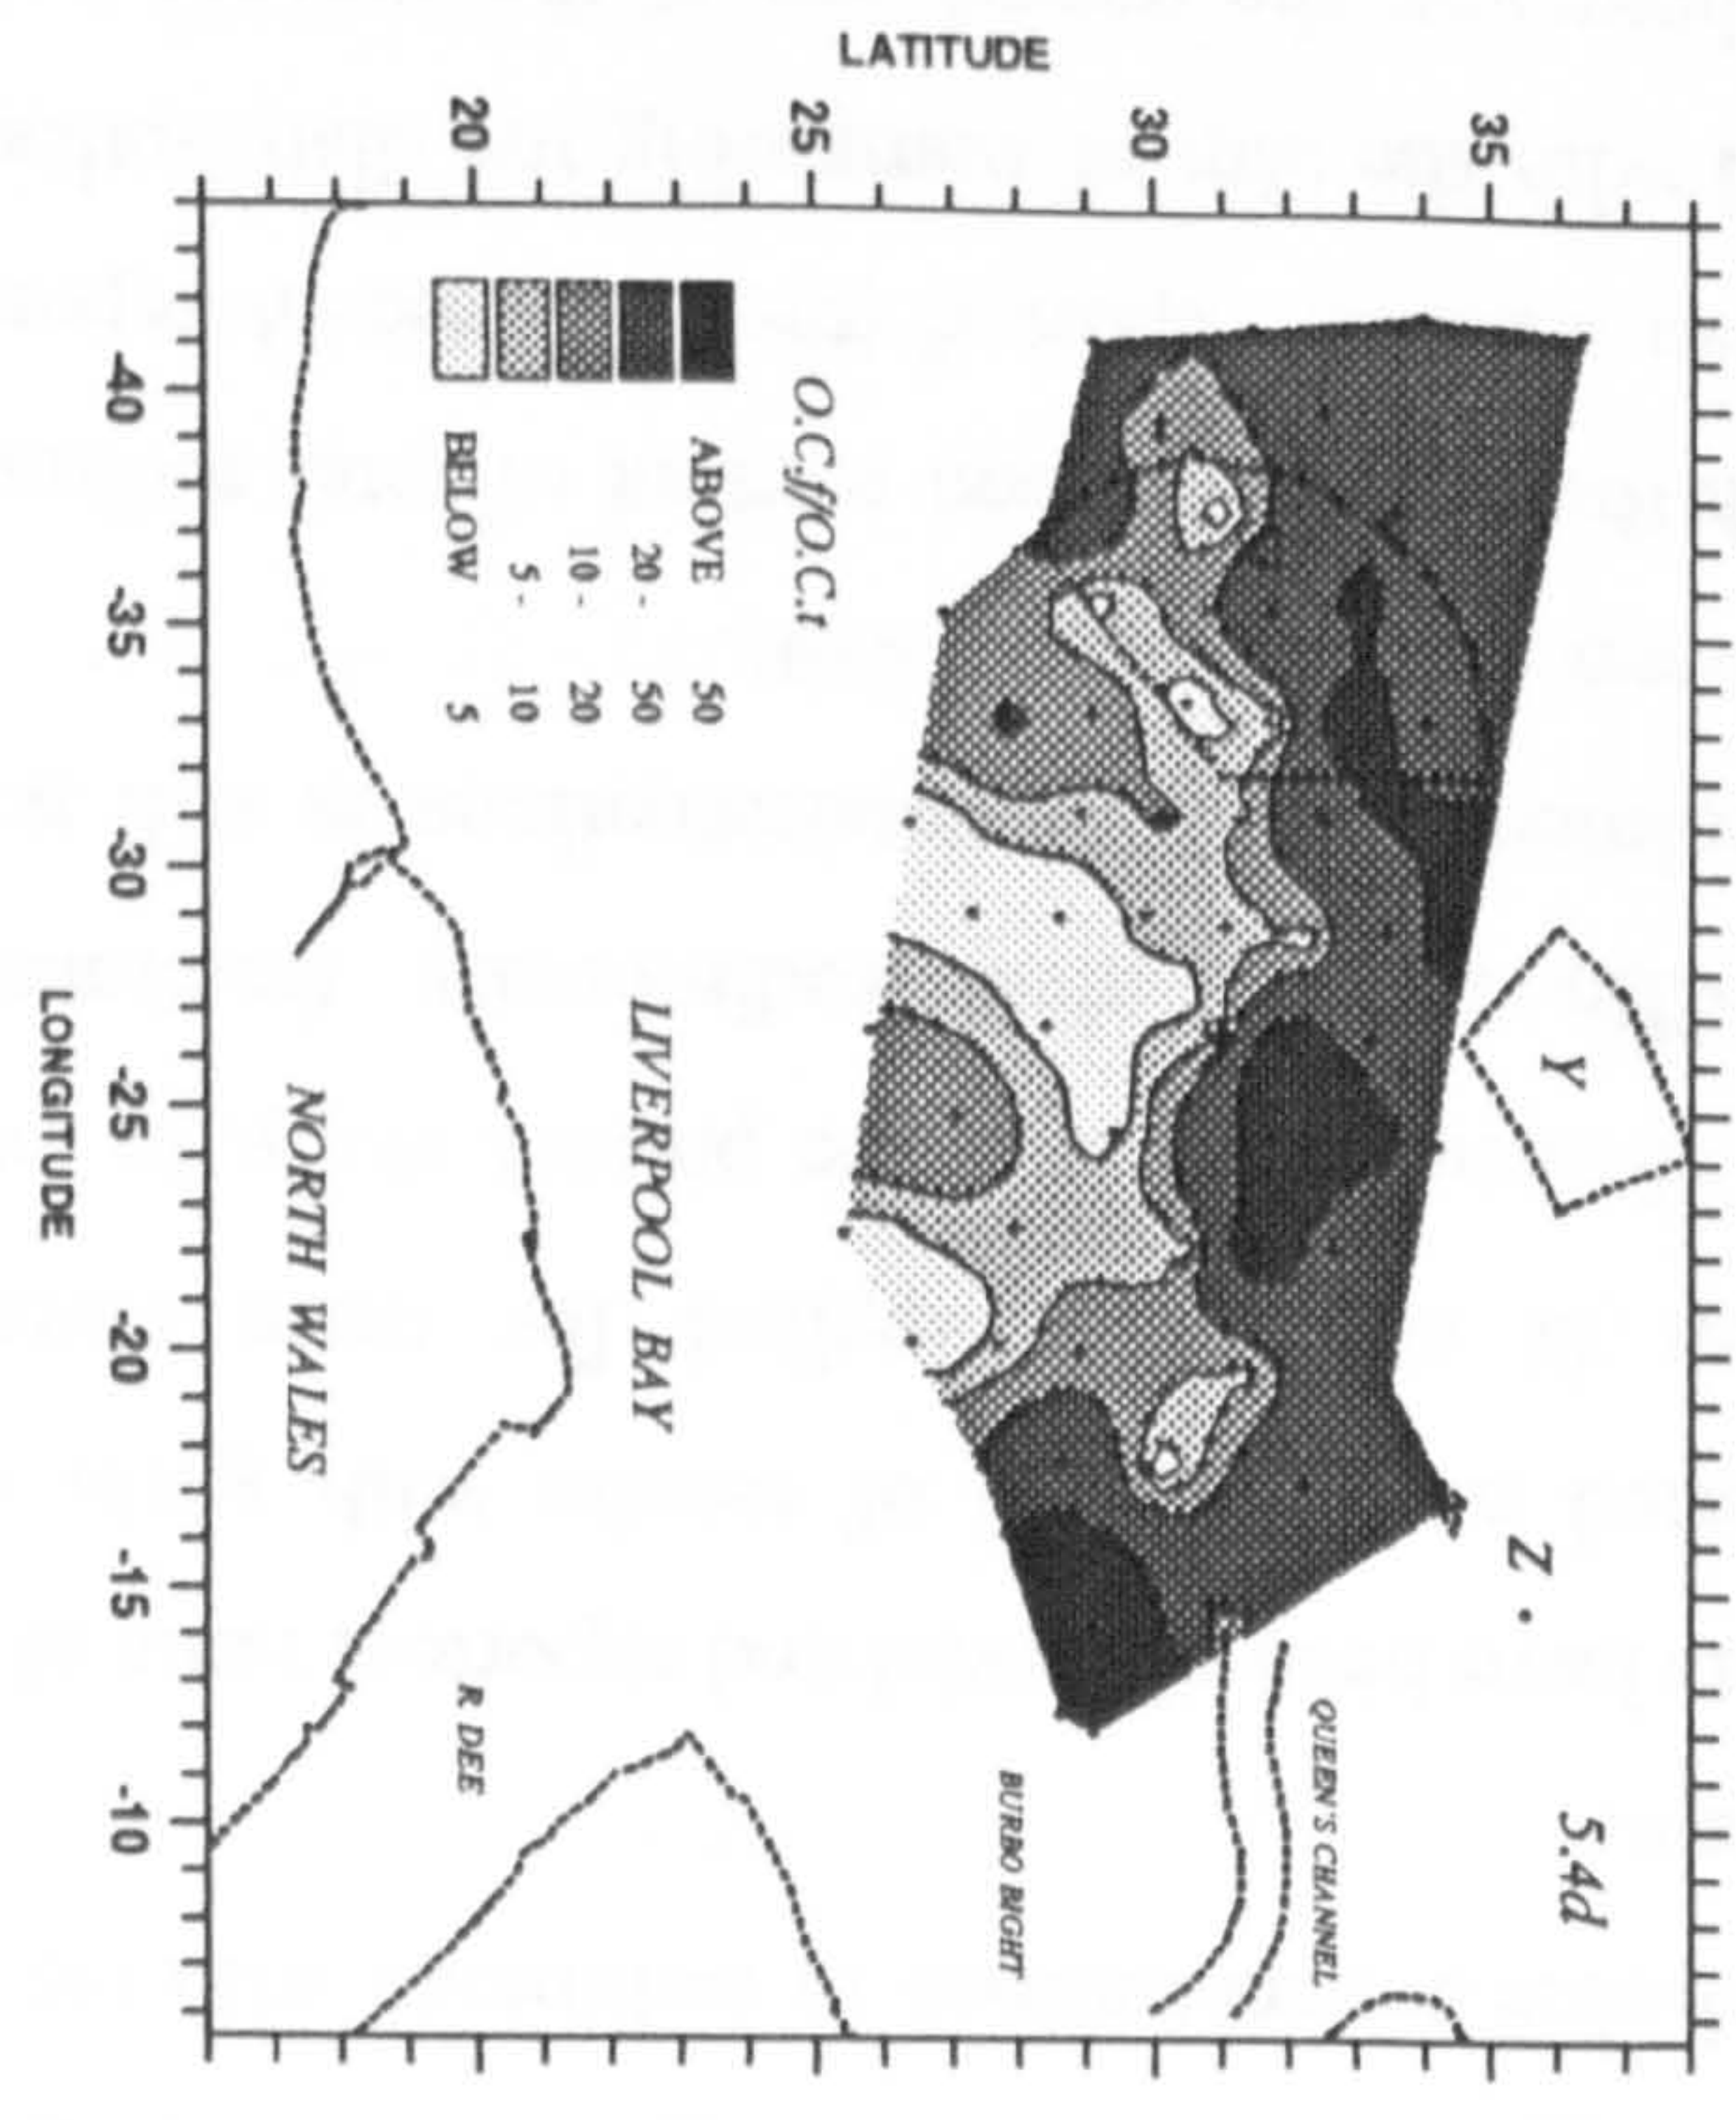 5.4d
Y
Z
QUEEN'S CHANNEL
BURBO BIGHT
O.C.f/O.C.t
ABOVE 50
20 - 50
10 - 20
5 - 10
BELOW 5
LIVERPOOL BAY
NORTH WALES
R DEE
LATITUDE
35
30
25
20
-40
-35
-30
-25
-20
-15
-10
LONGITUDE